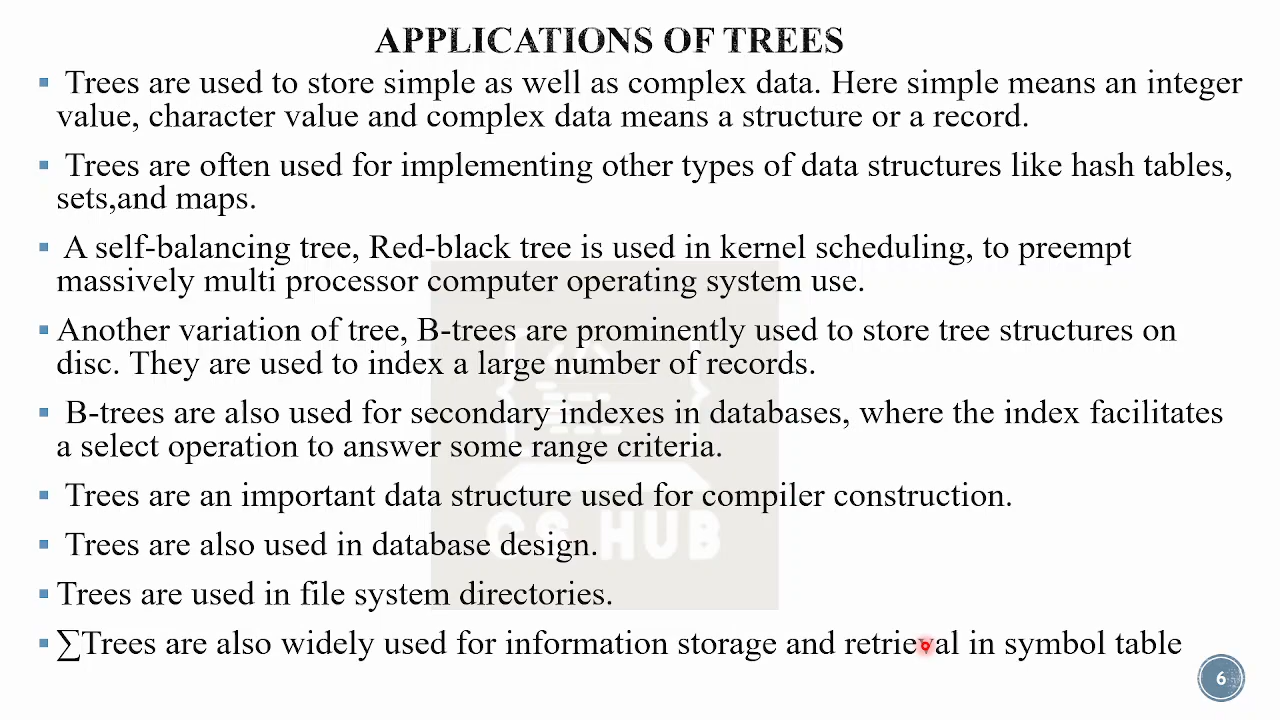 APPLICATIONS OF TREES
▪ Trees are used to store simple as well as complex data. Here simple means an integer
value, character value and complex data means a structure or a record.
▪ Trees are often used for implementing other types of data structures like hash tables,
sets,and maps.
▪ A self-balancing tree, Red-black tree is used in kernel scheduling, to preempt
massively multi processor computer operating system use.
▪ Another variation of tree, B-trees are prominently used to store tree structures on
disc. They are used to index a large number of records.
▪ B-trees are also used for secondary indexes in databases, where the index facilitates
a select operation to answer some range criteria.
▪ Trees are an important data structure used for compiler construction.
▪ Trees are also used in database design.
▪ Trees are used in file system directories.
▪ ∑Trees are also widely used for information storage and retrieval in symbol table
CS HUB
6